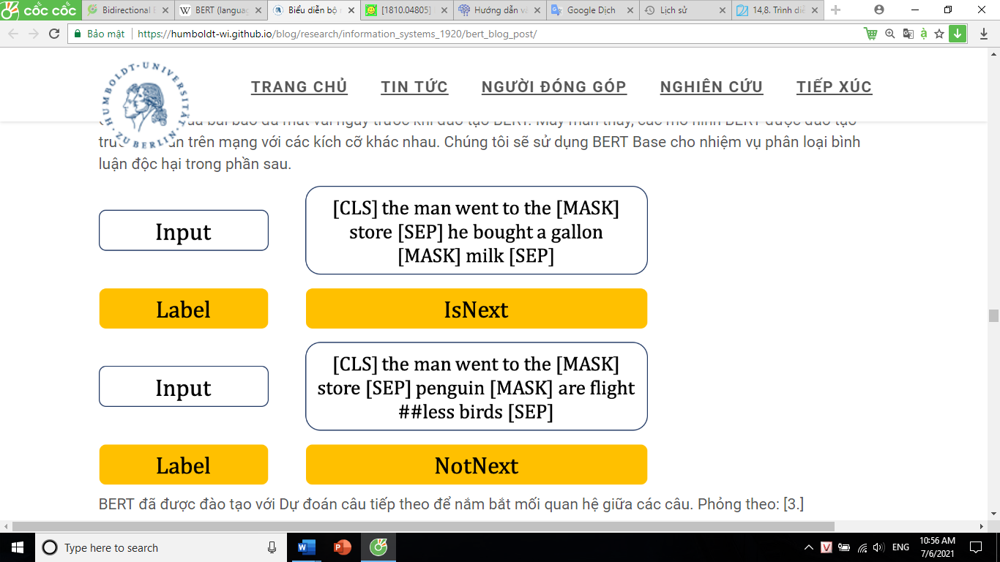 cốc cốc
Bidirectional E
BERT (langua
Biểu diễn bộ
[1810.04805]
Hướng dẫn và
Google Dịch
Lịch sử
14,8. Trình di
Bảo mật
https://humboldt-wi.github.io/blog/research/information_systems_1920/bert_blog_post/
HUMBOLDT-UNIVERSITÄT ZU BERLIN
TRANG CHỦ
TIN TỨC
NGƯỜI ĐÓNG GÓP
NGHIÊN CỨU
TIẾP XÚC
bài báo đã mất vài ngày trước khi đào tạo BERT. May mắn thay, các mô hình BERT được đào tạo
trên mạng với các kích cỡ khác nhau. Chúng tôi sẽ sử dụng BERT Base cho nhiệm vụ phân loại bình
luận độc hại trong phần sau.
Input
[CLS] the man went to the [MASK]
store [SEP] he bought a gallon
[MASK] milk [SEP]
Label
IsNext
Input
[CLS] the man went to the [MASK]
store [SEP] penguin [MASK] are flight
##less birds [SEP]
Label
NotNext
BERT đã được đào tạo với Dự đoán câu tiếp theo để nắm bắt mối quan hệ giữa các câu. Phỏng theo: [3.]
Type here to search
ENG
10:56 AM
7/6/2021